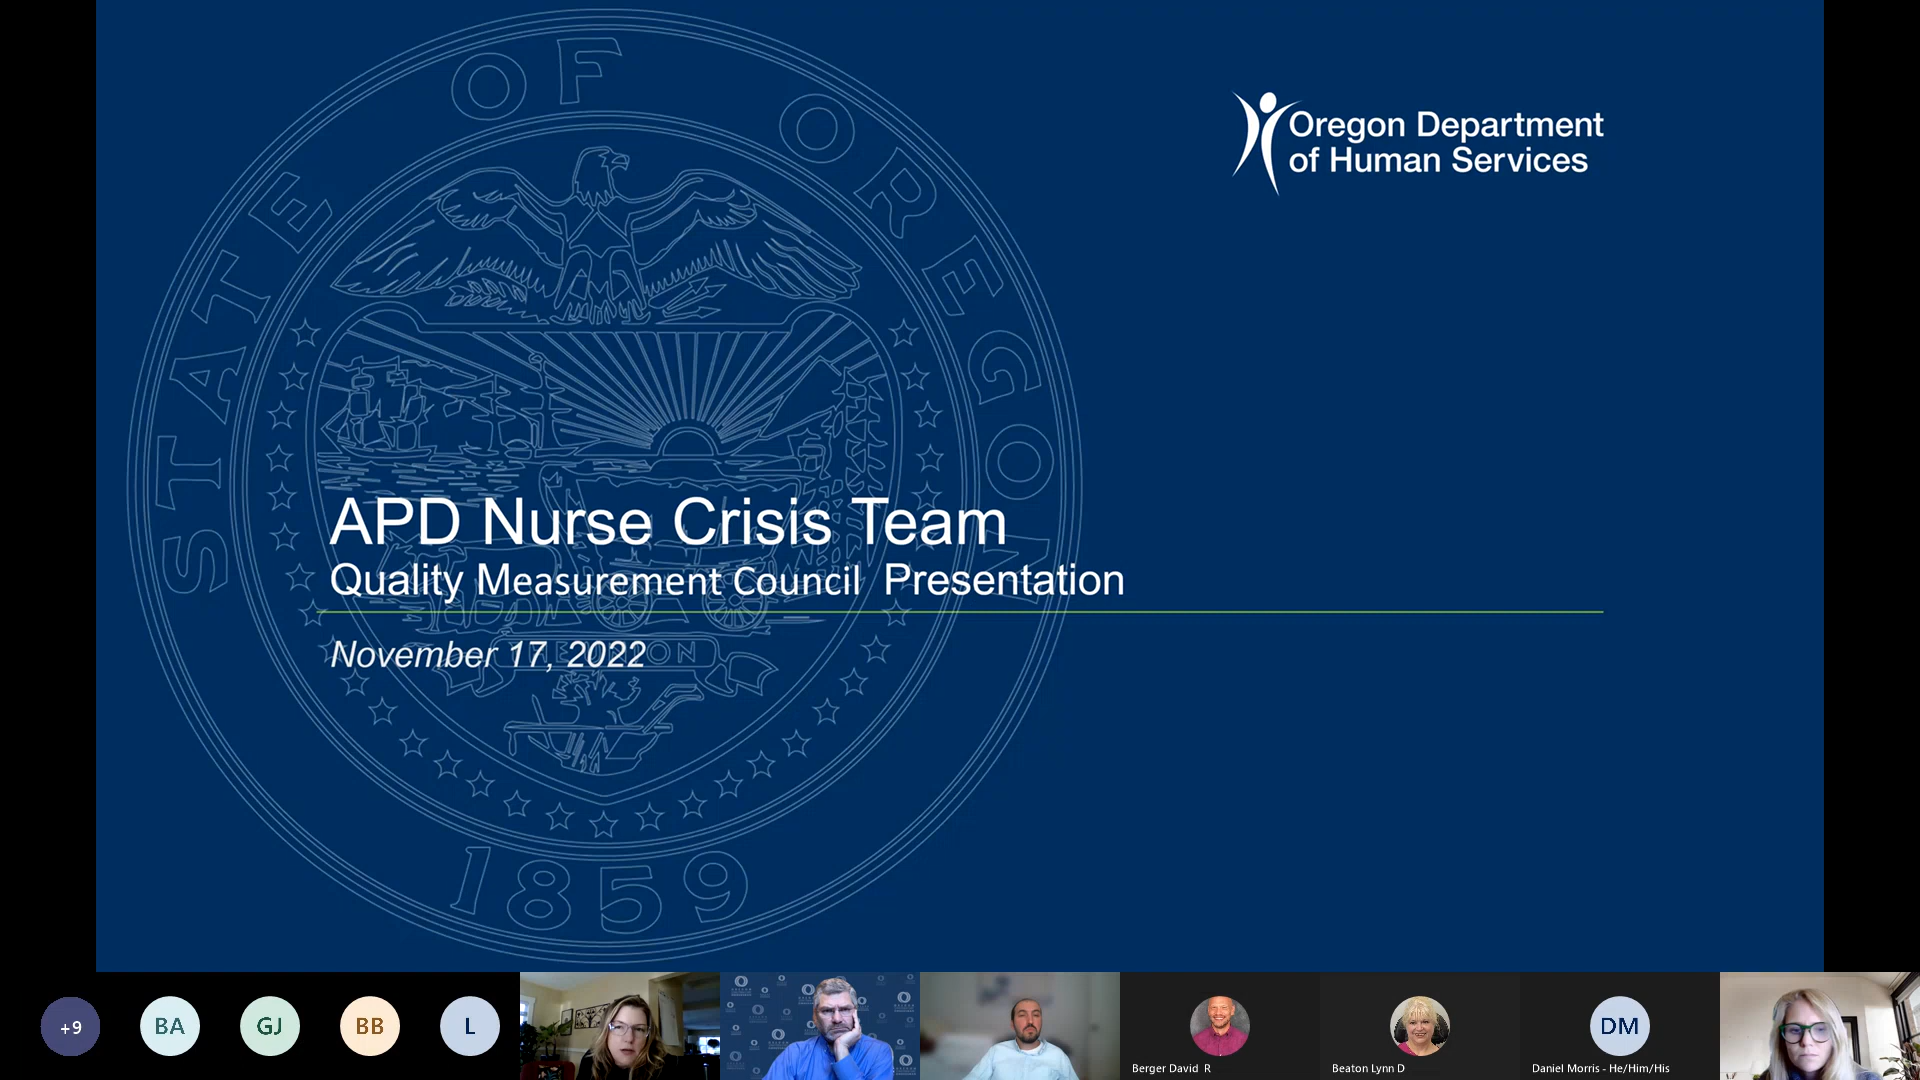 STATE OF OREGON
1859
Oregon Department
of Human Services
APD Nurse Crisis Team
Quality Measurement Council Presentation
November 17, 2022
+9
BA
GJ
BB
L
Berger David R
Beaton Lynn D
DM
Daniel Morris - He/Him/His